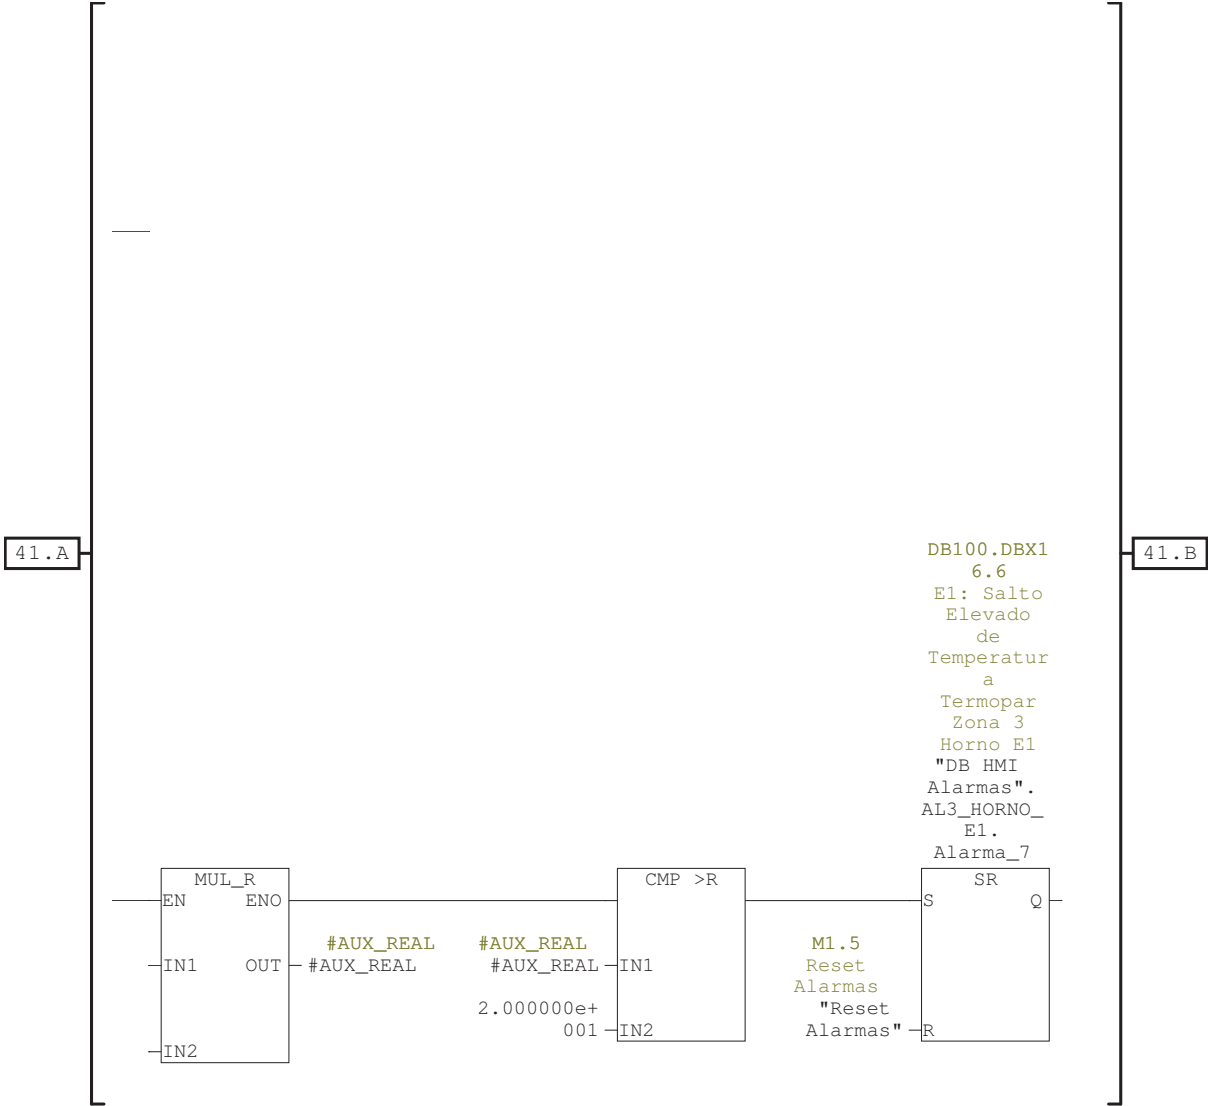 41.A
41.B
DB100.DBX1
6.6
E1: Salto
Elevado
de
Temperatur
a
Termopar
Zona 3
Horno E1
"DB HMI
Alarmas".
AL3_HORNO_
E1.
Alarma_7
MUL_R
EN ENO
IN1 OUT
IN2
#AUX_REAL
#AUX_REAL
CMP >R
#AUX_REAL
#AUX_REAL
IN1
2.000000e+
001
IN2
SR
S Q
M1.5
Reset
Alarmas
"Reset
Alarmas"
R